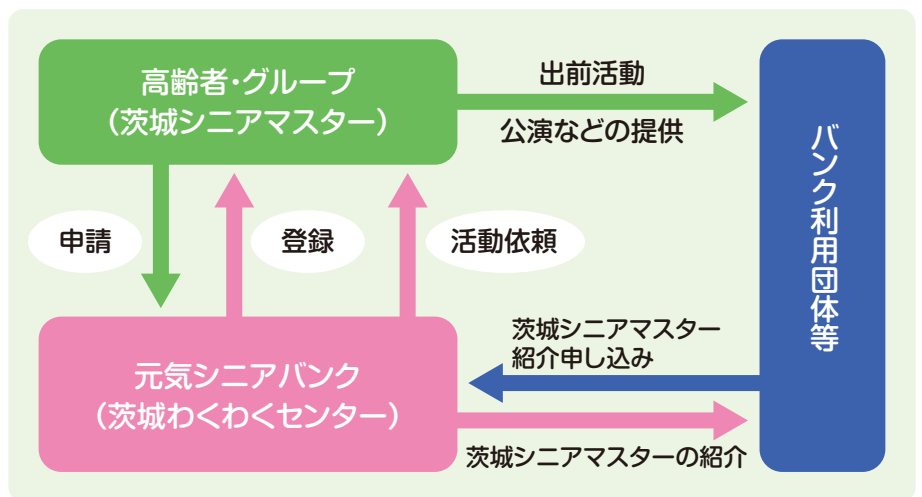 高齢者・グループ
（茨城シニアマスター）
出前活動
公演などの提供
バンク利用団体等
申請
登録
活動依頼
茨城シニアマスター
紹介申し込み
元気シニアバンク
（茨城わくわくセンター）
茨城シニアマスターの紹介